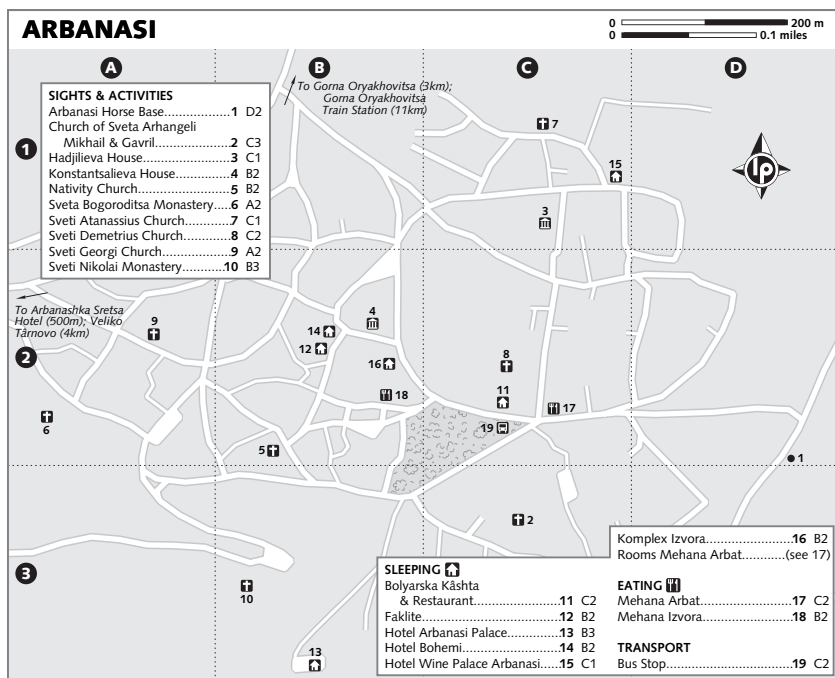 ARBANASI
0 200 m
0 0.1 miles
A
B
C
D
1
2
3
To Gorna Oryakhovitsa (3km);
Gorna Oryakhovitsa
Train Station (11km)
SIGHTS & ACTIVITIES
Arbanasi Horse Base....................1 D2
Church of Sveta Arhangeli
Mikhail & Gavril....................2 C3
Hadjilieva House....................3 C1
Konstantsalieva House..........4 B2
Nativity Church....................5 B2
Sveta Bogoroditsa Monastery....6 A2
Sveti Atanassius Church..........7 C1
Sveti Demetrius Church..........8 C2
Sveti Georgi Church..............9 A2
Sveti Nikolai Monastery........10 B3
To Arbanashka Sretsa
Hotel (500m); Veliko
Târnovo (4km)
7
15
3
lp
9
4
14
12
16
8
11
18
17
19
6
5
1
2
10
13
SLEEPING
Bolyarska Kâshta
& Restaurant....................11 C2
Faklite....................12 B2
Hotel Arbanasi Palace..........13 B3
Hotel Bohemi....................14 B2
Hotel Wine Palace Arbanasi.....15 C1
Komplex Izvora....................16 B2
Rooms Mehana Arbat..........(see 17)
EATING
Mehana Arbat....................17 C2
Mehana Izvora....................18 B2
TRANSPORT
Bus Stop....................19 C2